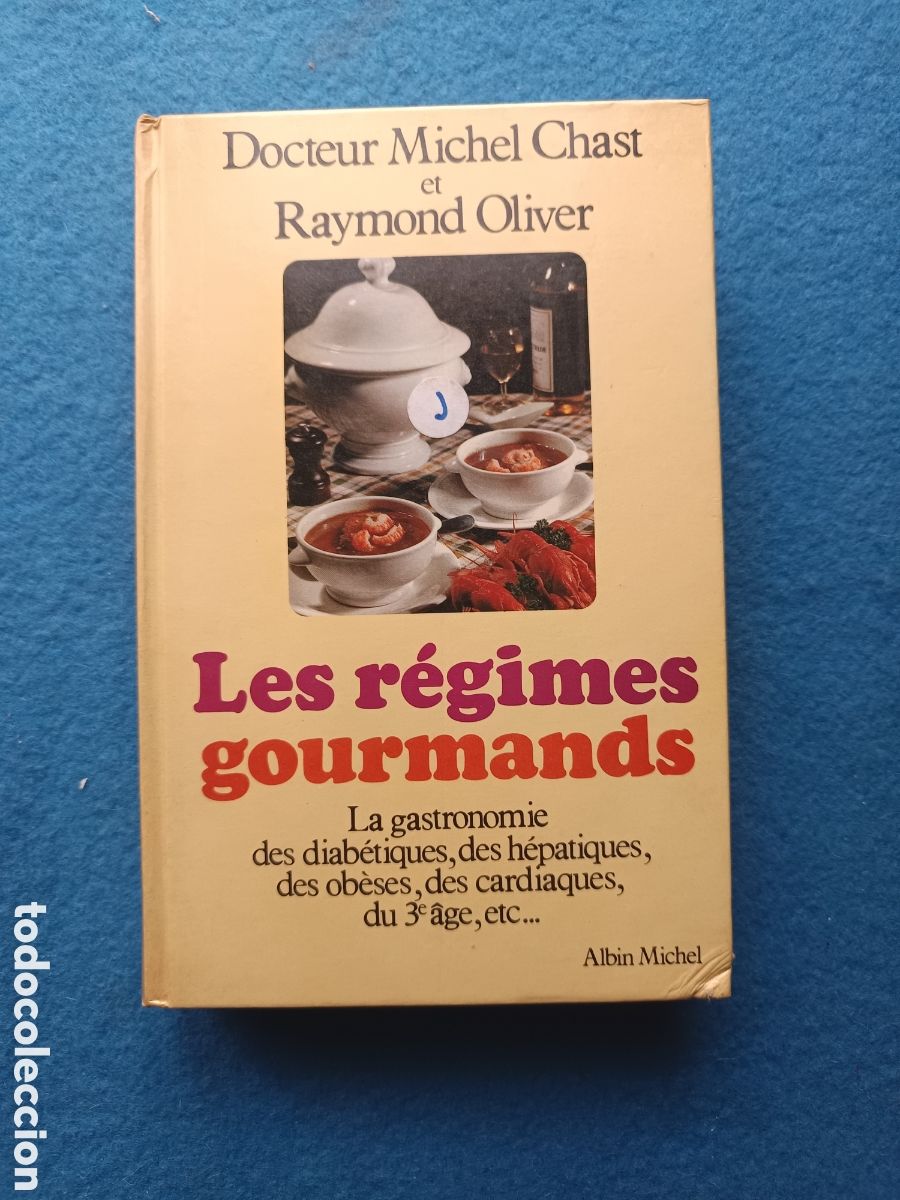 Docteur Michel Chast
et
Raymond Oliver
J
Les régimes
gourmands
La gastronomie
des diabétiques, des hépatiques,
des obèses, des cardiaques,
du 3e âge, etc...
Albin Michel
todocoleccion